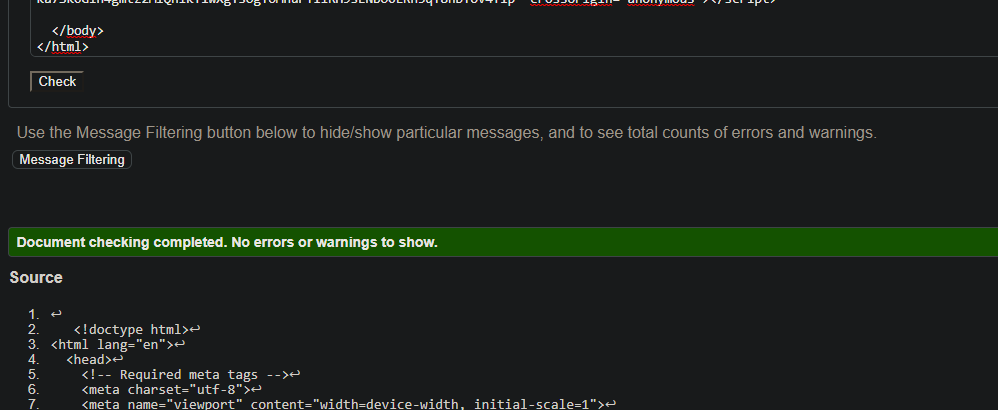 crossorigin="anonymous"></script>
</body>
</html>
Check
Use the Message Filtering button below to hide/show particular messages, and to see total counts of errors and warnings.
Message Filtering
Document checking completed. No errors or warnings to show.
Source
1. ↩
2. <!doctype html>↩
3. <html lang="en">↩
4. <head>↩
5. <!-- Required meta tags -->↩
6. <meta charset="utf-8">↩
7. <meta name="viewport" content="width=device-width, initial-scale=1">↩